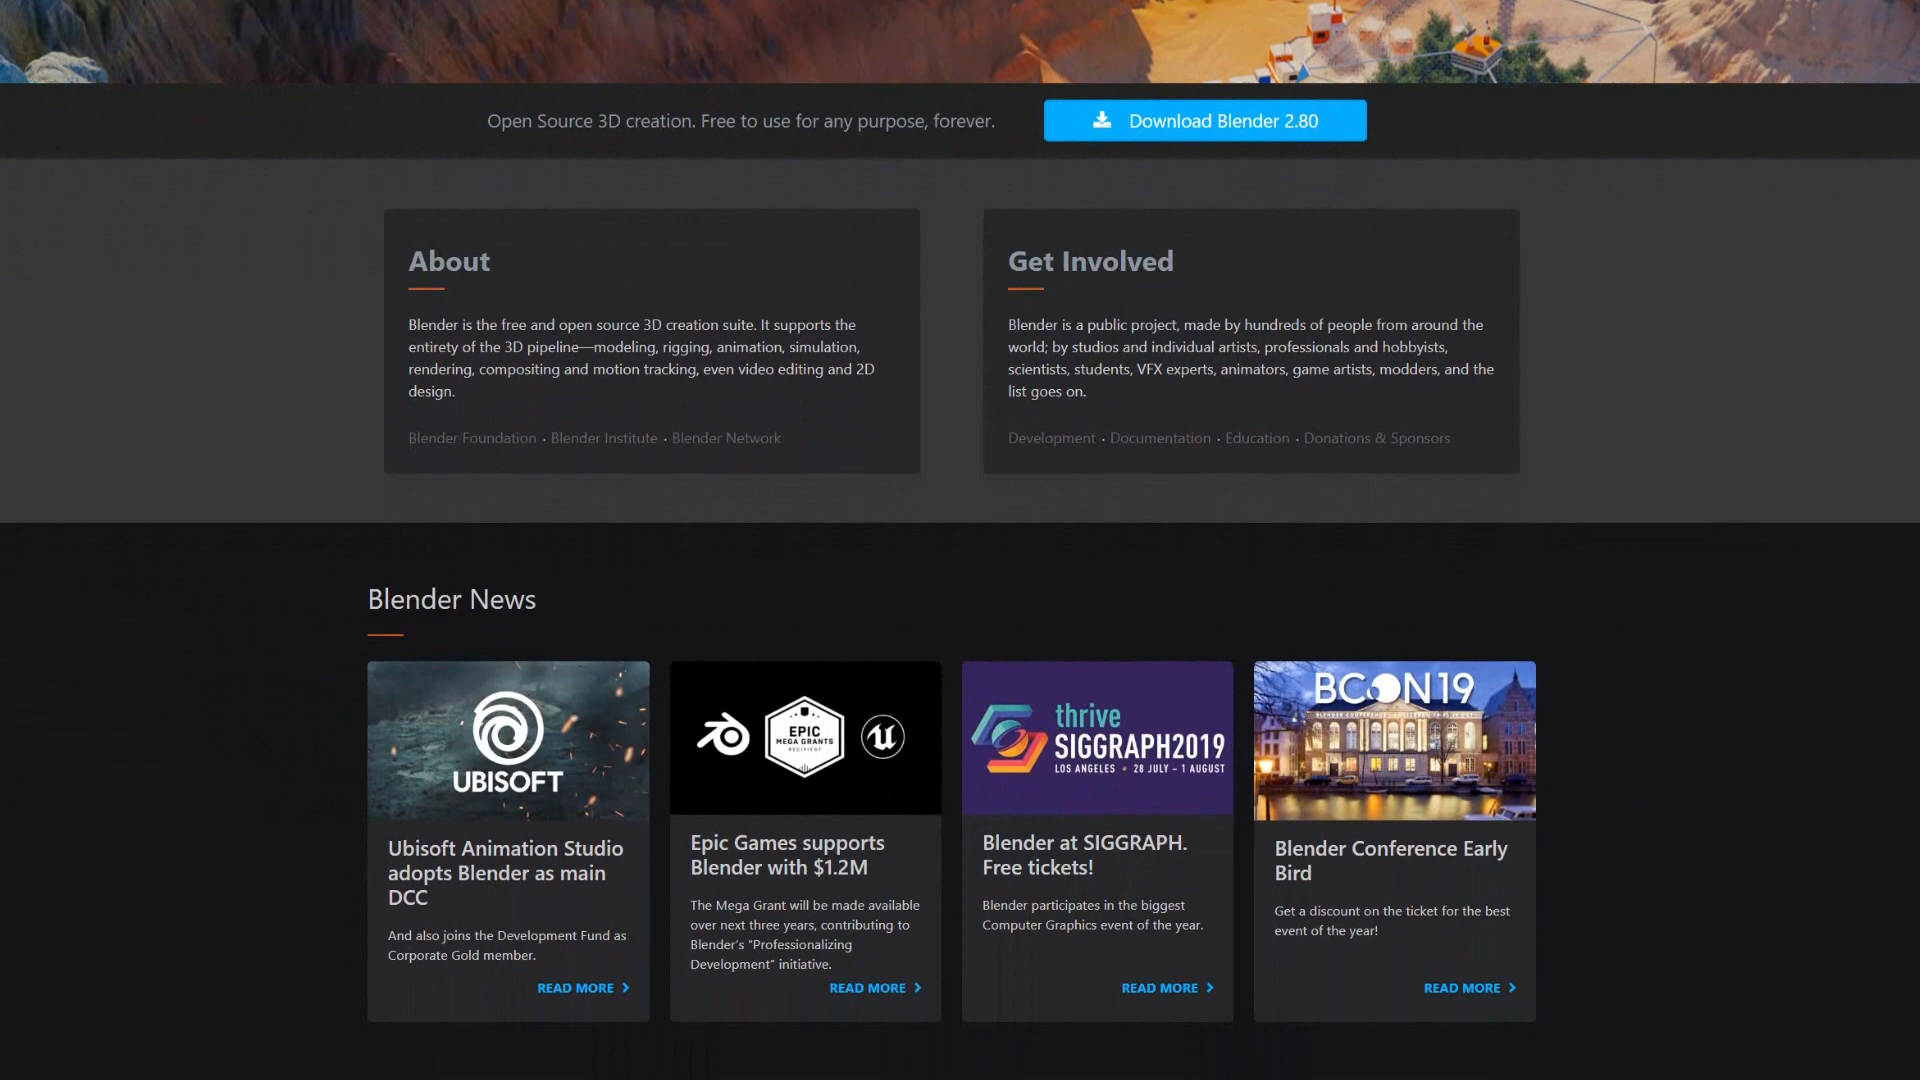 Open Source 3D creation. Free to use for any purpose, forever.
Download Blender 2.80
About
Blender is the free and open source 3D creation suite. It supports the
entirety of the 3D pipeline—modeling, rigging, animation, simulation,
rendering, compositing and motion tracking, even video editing and 2D
design.
Blender Foundation · Blender Institute · Blender Network
Get Involved
Blender is a public project, made by hundreds of people from around the
world; by studios and individual artists, professionals and hobbyists,
scientists, students, VFX experts, animators, game artists, modders, and the
list goes on.
Development · Documentation · Education · Donations & Sponsors
Blender News
UBISOFT
Ubisoft Animation Studio
adopts Blender as main
DCC
And also joins the Development Fund as
Corporate Gold member.
READ MORE
EPIC
MEGA GRANTS
RECIPIENT
Epic Games supports
Blender with $1.2M
The Mega Grant will be made available
over next three years, contributing to
Blender's "Professionalizing
Development" initiative.
READ MORE
thrive
SIGGRAPH2019
LOS ANGELES • 28 JULY – 1 AUGUST
Blender at SIGGRAPH.
Free tickets!
Blender participates in the biggest
Computer Graphics event of the year.
READ MORE
BCON19
Blender Conference Early
Bird
Get a discount on the ticket for the best
event of the year!
READ MORE